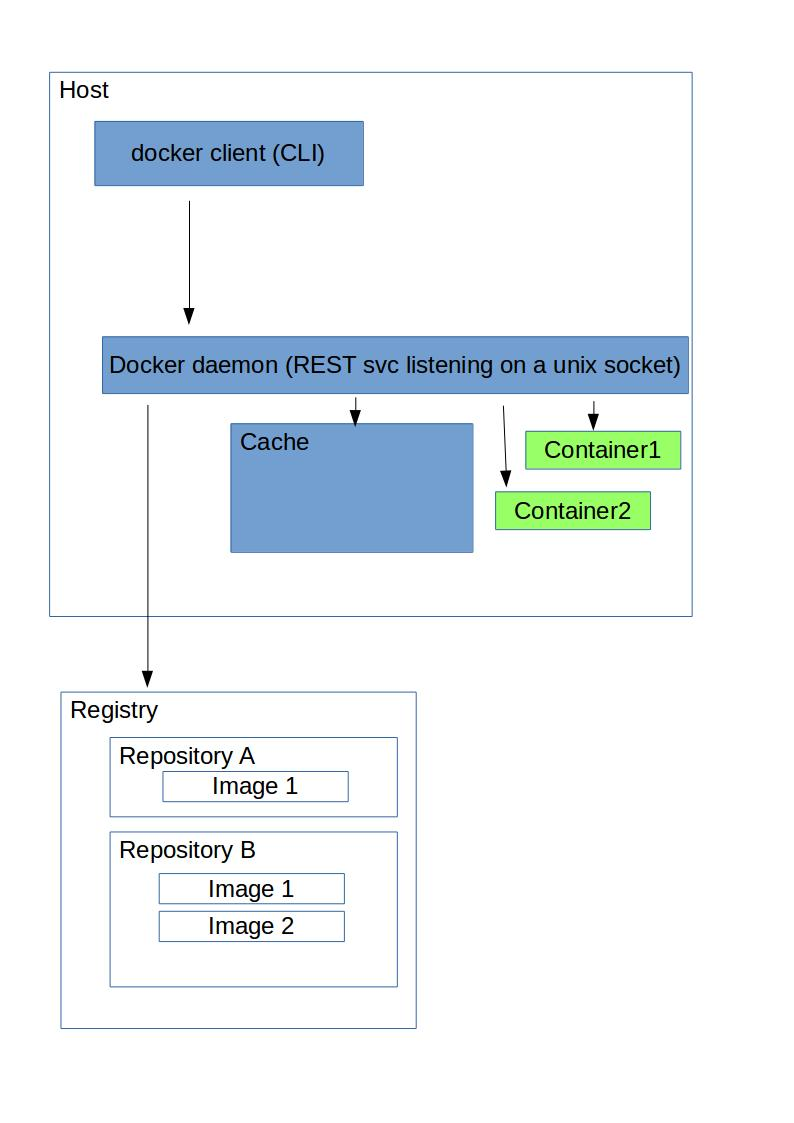 Host
docker client (CLI)
Docker daemon (REST svc listening on a unix socket)
Cache
Container1
Container2
Registry
Repository A
Image 1
Repository B
Image 1
Image 2